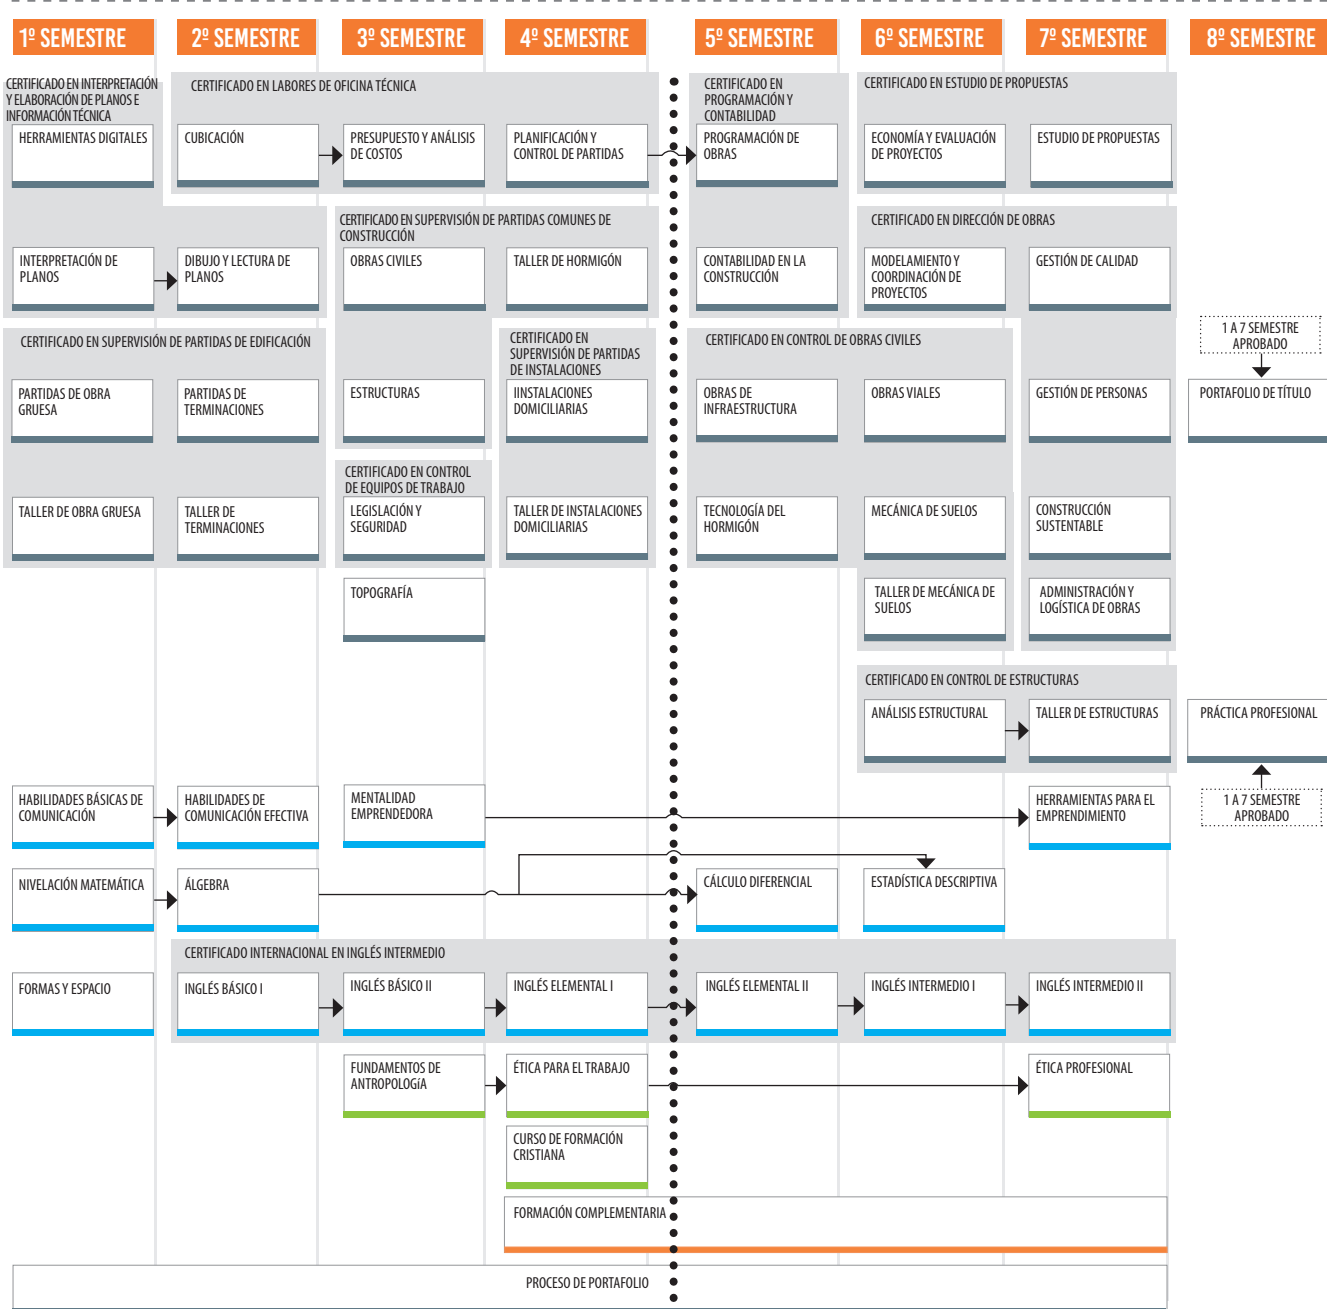 1º SEMESTRE
2º SEMESTRE
3º SEMESTRE
4º SEMESTRE
5º SEMESTRE
6º SEMESTRE
7º SEMESTRE
8º SEMESTRE
CERTIFICADO EN INTERPRETACIÓN
Y ELABORACIÓN DE PLANOS E
INFORMACIÓN TÉCNICA
CERTIFICADO EN LABORES DE OFICINA TÉCNICA
CERTIFICADO EN
PROGRAMACIÓN Y
CONTABILIDAD
CERTIFICADO EN ESTUDIO DE PROPUESTAS
HERRAMIENTAS DIGITALES
CUBICACIÓN
PRESUPUESTO Y ANÁLISIS
DE COSTOS
PLANIFICACIÓN Y
CONTROL DE PARTIDAS
PROGRAMACIÓN DE
OBRAS
ECONOMÍA Y EVALUACIÓN
DE PROYECTOS
ESTUDIO DE PROPUESTAS
CERTIFICADO EN SUPERVISIÓN DE PARTIDAS COMUNES DE
CONSTRUCCIÓN
CERTIFICADO EN DIRECCIÓN DE OBRAS
INTERPRETACIÓN DE
PLANOS
DIBUJO Y LECTURA DE
PLANOS
OBRAS CIVILES
TALLER DE HORMIGÓN
CONTABILIDAD EN LA
CONSTRUCCIÓN
MODELAMIENTO Y
COORDINACIÓN DE
PROYECTOS
GESTIÓN DE CALIDAD
CERTIFICADO EN SUPERVISIÓN DE PARTIDAS DE EDIFICACIÓN
CERTIFICADO EN
SUPERVISIÓN DE PARTIDAS
DE INSTALACIONES
CERTIFICADO EN CONTROL DE OBRAS CIVILES
1 A 7 SEMESTRE
APROBADO
PARTIDAS DE OBRA
GRUESA
PARTIDAS DE
TERMINACIONES
ESTRUCTURAS
IINSTALACIONES
DOMICILIARIAS
OBRAS DE
INFRAESTRUCTURA
OBRAS VIALES
GESTIÓN DE PERSONAS
PORTAFOLIO DE TÍTULO
CERTIFICADO EN CONTROL
DE EQUIPOS DE TRABAJO
TALLER DE OBRA GRUESA
TALLER DE
TERMINACIONES
LEGISLACIÓN Y
SEGURIDAD
TALLER DE INSTALACIONES
DOMICILIARIAS
TECNOLOGÍA DEL
HORMIGÓN
MECÁNICA DE SUELOS
CONSTRUCCIÓN
SUSTENTABLE
TOPOGRAFÍA
TALLER DE MECÁNICA DE
SUELOS
ADMINISTRACIÓN Y
LOGÍSTICA DE OBRAS
CERTIFICADO EN CONTROL DE ESTRUCTURAS
ANÁLISIS ESTRUCTURAL
TALLER DE ESTRUCTURAS
PRÁCTICA PROFESIONAL
HABILIDADES BÁSICAS DE
COMUNICACIÓN
HABILIDADES DE
COMUNICACIÓN EFECTIVA
MENTALIDAD
EMPRENDEDORA
HERRAMIENTAS PARA EL
EMPRENDIMIENTO
1 A 7 SEMESTRE
APROBADO
NIVELACIÓN MATEMÁTICA
ÁLGEBRA
CÁLCULO DIFERENCIAL
ESTADÍSTICA DESCRIPTIVA
CERTIFICADO INTERNACIONAL EN INGLÉS INTERMEDIO
FORMAS Y ESPACIO
INGLÉS BÁSICO I
INGLÉS BÁSICO II
INGLÉS ELEMENTAL I
INGLÉS ELEMENTAL II
INGLÉS INTERMEDIO I
INGLÉS INTERMEDIO II
FUNDAMENTOS DE
ANTROPOLOGíA
ÉTICA PARA EL TRABAJO
ÉTICA PROFESIONAL
CURSO DE FORMACIÓN
CRISTIANA
FORMACIÓN COMPLEMENTARIA
PROCESO DE PORTAFOLIO